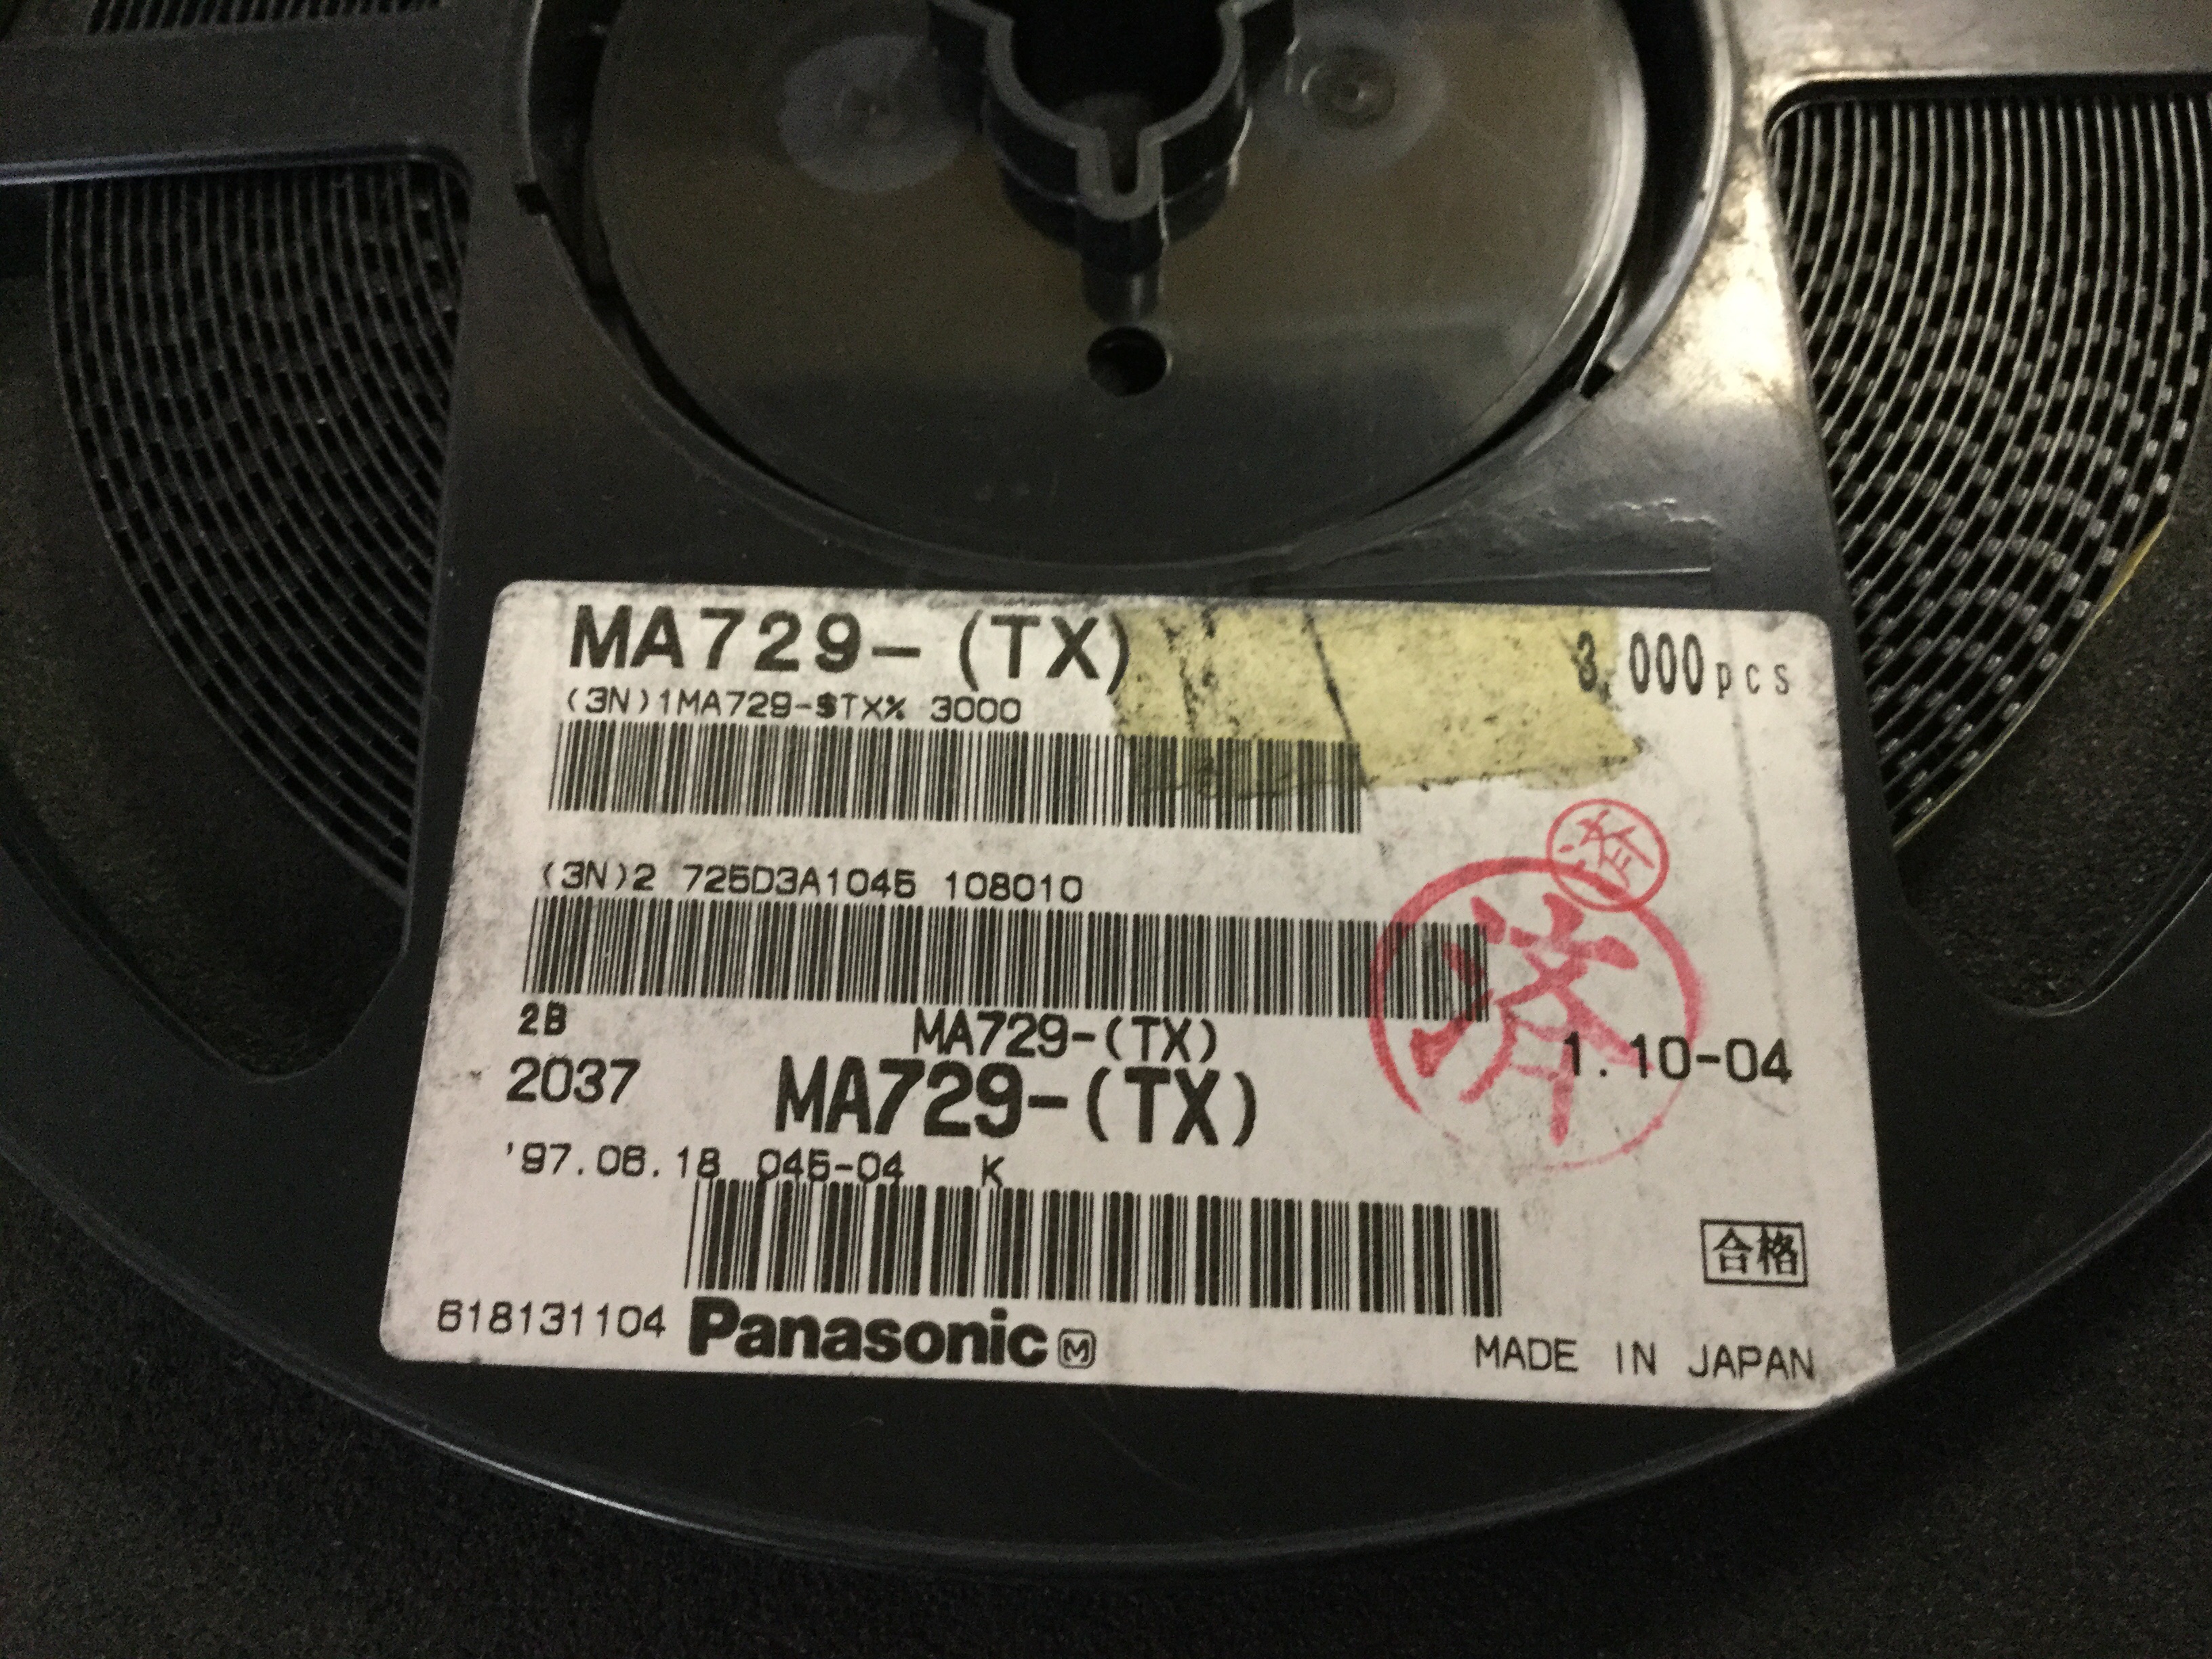 MA729-(TX)
3,000pcs
(3N)1MA729-$TX% 3000
済
(3N)2 725D3A1045 108010
済
2B
MA729-(TX)
2037
MA729-(TX)
1.10-04
'97.06.18 045-04 K
合格
618131104
Panasonic M
MADE IN JAPAN